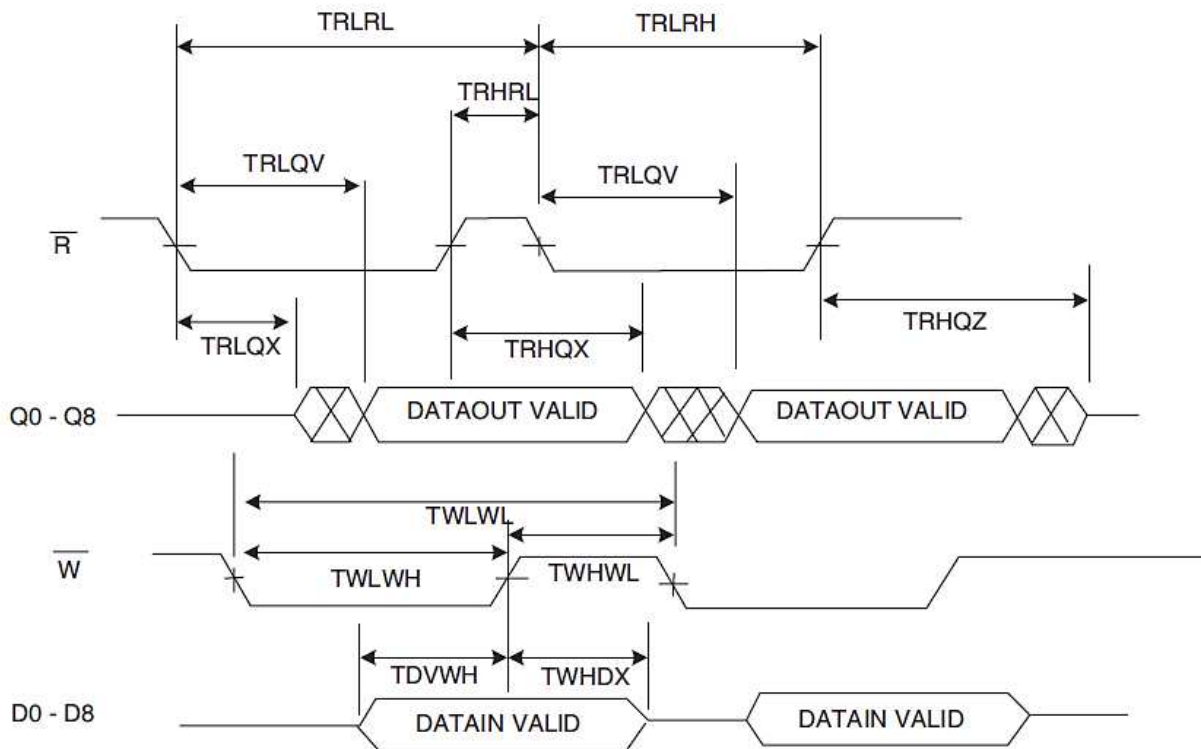 TRLRL TRLRH
TRHRL
TRLQV TRLQV
R
TRLQX TRHQX TRHQZ
Q0 - Q8 DATAOUT VALID DATAOUT VALID
TWLWL
W TWLWH TWHWL
TDVWH TWHDX
D0 - D8 DATAIN VALID DATAIN VALID